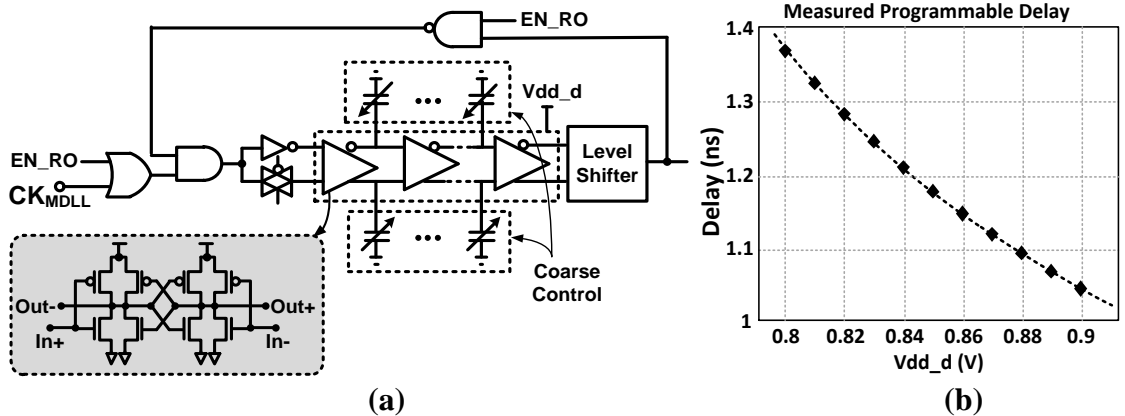 EN_RO
Vdd_d
EN_RO
CK_MDLL
Level
Shifter
Coarse
Control
Out-
Out+
In+
In-
(a)
Measured Programmable Delay
1.4
1.3
1.2
1.1
1
Delay (ns)
0.8
0.82
0.84
0.86
0.88
0.9
Vdd_d (V)
(b)